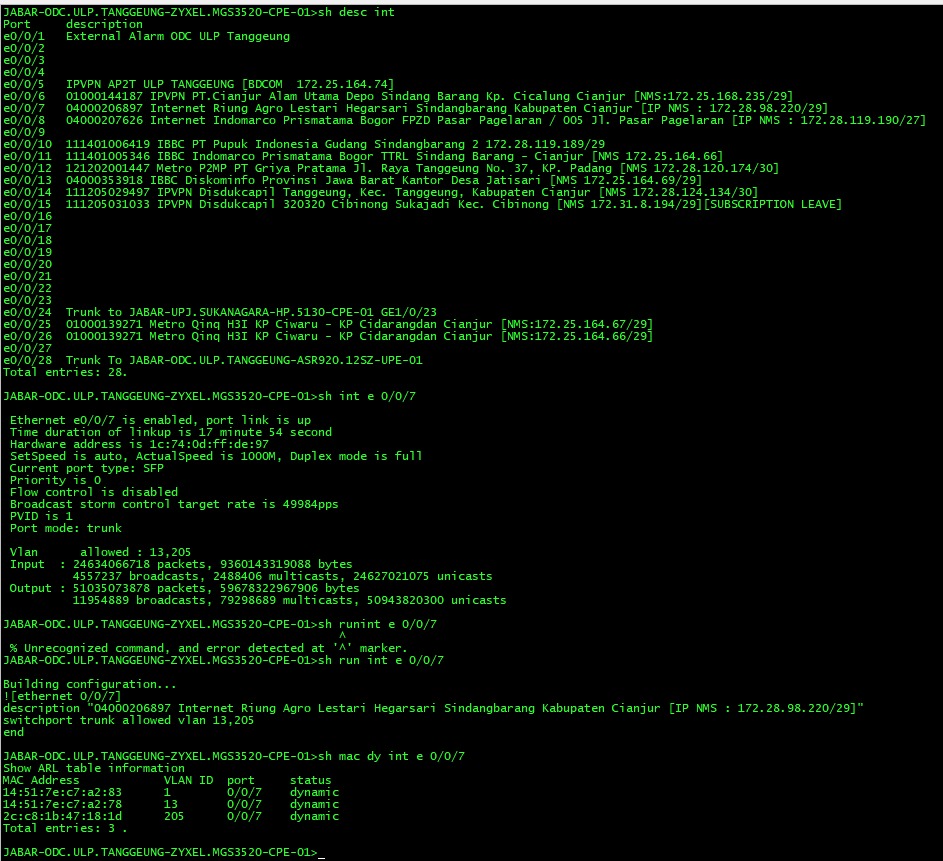 JABAR-ODC.ULP.TANGGEUNG-ZYXEL.MGS3520-CPE-01>sh desc int
Port description
e0/0/1 External Alarm ODC ULP Tanggeung
e0/0/2
e0/0/3
e0/0/4
e0/0/5 IPVPN AP2T ULP TANGGEUNG [BDCOM 172.25.164.74]
e0/0/6 01000144187 IPVPN PT.Cianjur Alam Utama Depo Sindang Barang Kp. Cicalung Cianjur [NMS:172.25.168.235/29]
e0/0/7 04000206897 Internet Riung Agro Lestari Hegarsari Sindangbarang Kabupaten Cianjur [IP NMS : 172.28.98.220/29]
e0/0/8 04000207626 Internet Indomarco Prismatama Bogor FPZD Pasar Pagelaran / 005 Jl. Pasar Pagelaran [IP NMS : 172.28.119.190/27]
e0/0/9
e0/0/10 111401006419 IBBC PT Pupuk Indonesia Gudang Sindangbarang 2 172.28.119.189/29
e0/0/11 111401005346 IBBC Indomarco Prismatama Bogor TTRL Sindang Barang - Cianjur [NMS 172.25.164.66]
e0/0/12 121202001447 Metro P2MP PT Griya Pratama Jl. Raya Tanggeung No. 37, KP. Padang [NMS 172.28.120.174/30]
e0/0/13 04000353918 IBBC Diskominfo Provinsi Jawa Barat Kantor Desa Jatisari [NMS 172.25.164.69/29]
e0/0/14 111205029497 IPVPN Disdukcapil Tanggeung, Kec. Tanggeung, Kabupaten Cianjur [NMS 172.28.124.134/30]
e0/0/15 111205031033 IPVPN Disdukcapil 320320 Cibinong Sukajadi Kec. Cibinong [NMS 172.31.8.194/29][SUBSCRIPTION LEAVE]
e0/0/16
e0/0/17
e0/0/18
e0/0/19
e0/0/20
e0/0/21
e0/0/22
e0/0/23
e0/0/24 Trunk to JABAR-UPJ.SUKANAGARA-HP.5130-CPE-01 GE1/0/23
e0/0/25 01000139271 Metro Qinq H3I KP Ciwaru - KP Cidarangdan Cianjur [NMS:172.25.164.67/29]
e0/0/26 01000139271 Metro Qinq H3I KP Ciwaru - KP Cidarangdan Cianjur [NMS:172.25.164.66/29]
e0/0/27
e0/0/28 Trunk To JABAR-ODC.ULP.TANGGEUNG-ASR920.12SZ-UPE-01
Total entries: 28.
JABAR-ODC.ULP.TANGGEUNG-ZYXEL.MGS3520-CPE-01>sh int e 0/0/7
Ethernet e0/0/7 is enabled, port link is up
Time duration of linkup is 17 minute 54 second
Hardware address is 1c:74:0d:ff:de:97
SetSpeed is auto, ActualSpeed is 1000M, Duplex mode is full
Current port type: SFP
Priority is 0
Flow control is disabled
Broadcast storm control target rate is 49984pps
PVID is 1
Port mode: trunk
Vlan allowed : 13,205
Input : 24634066718 packets, 9360143319088 bytes
4557237 broadcasts, 2488406 multicasts, 24627021075 unicasts
Output : 51035073878 packets, 59678322967906 bytes
11954889 broadcasts, 79298689 multicasts, 50943820300 unicasts
JABAR-ODC.ULP.TANGGEUNG-ZYXEL.MGS3520-CPE-01>sh runint e 0/0/7
^
% Unrecognized command, and error detected at '^' marker.
JABAR-ODC.ULP.TANGGEUNG-ZYXEL.MGS3520-CPE-01>sh run int e 0/0/7
Building configuration...
![ethernet 0/0/7]
description "04000206897 Internet Riung Agro Lestari Hegarsari Sindangbarang Kabupaten Cianjur [IP NMS : 172.28.98.220/29]"
switchport trunk allowed vlan 13,205
end
JABAR-ODC.ULP.TANGGEUNG-ZYXEL.MGS3520-CPE-01>sh mac dy int e 0/0/7
Show ARL table information
MAC Address VLAN ID port status
14:51:7e:c7:a2:83 1 0/0/7 dynamic
14:51:7e:c7:a2:78 13 0/0/7 dynamic
2c:c8:1b:47:18:1d 205 0/0/7 dynamic
Total entries: 3 .
JABAR-ODC.ULP.TANGGEUNG-ZYXEL.MGS3520-CPE-01>_